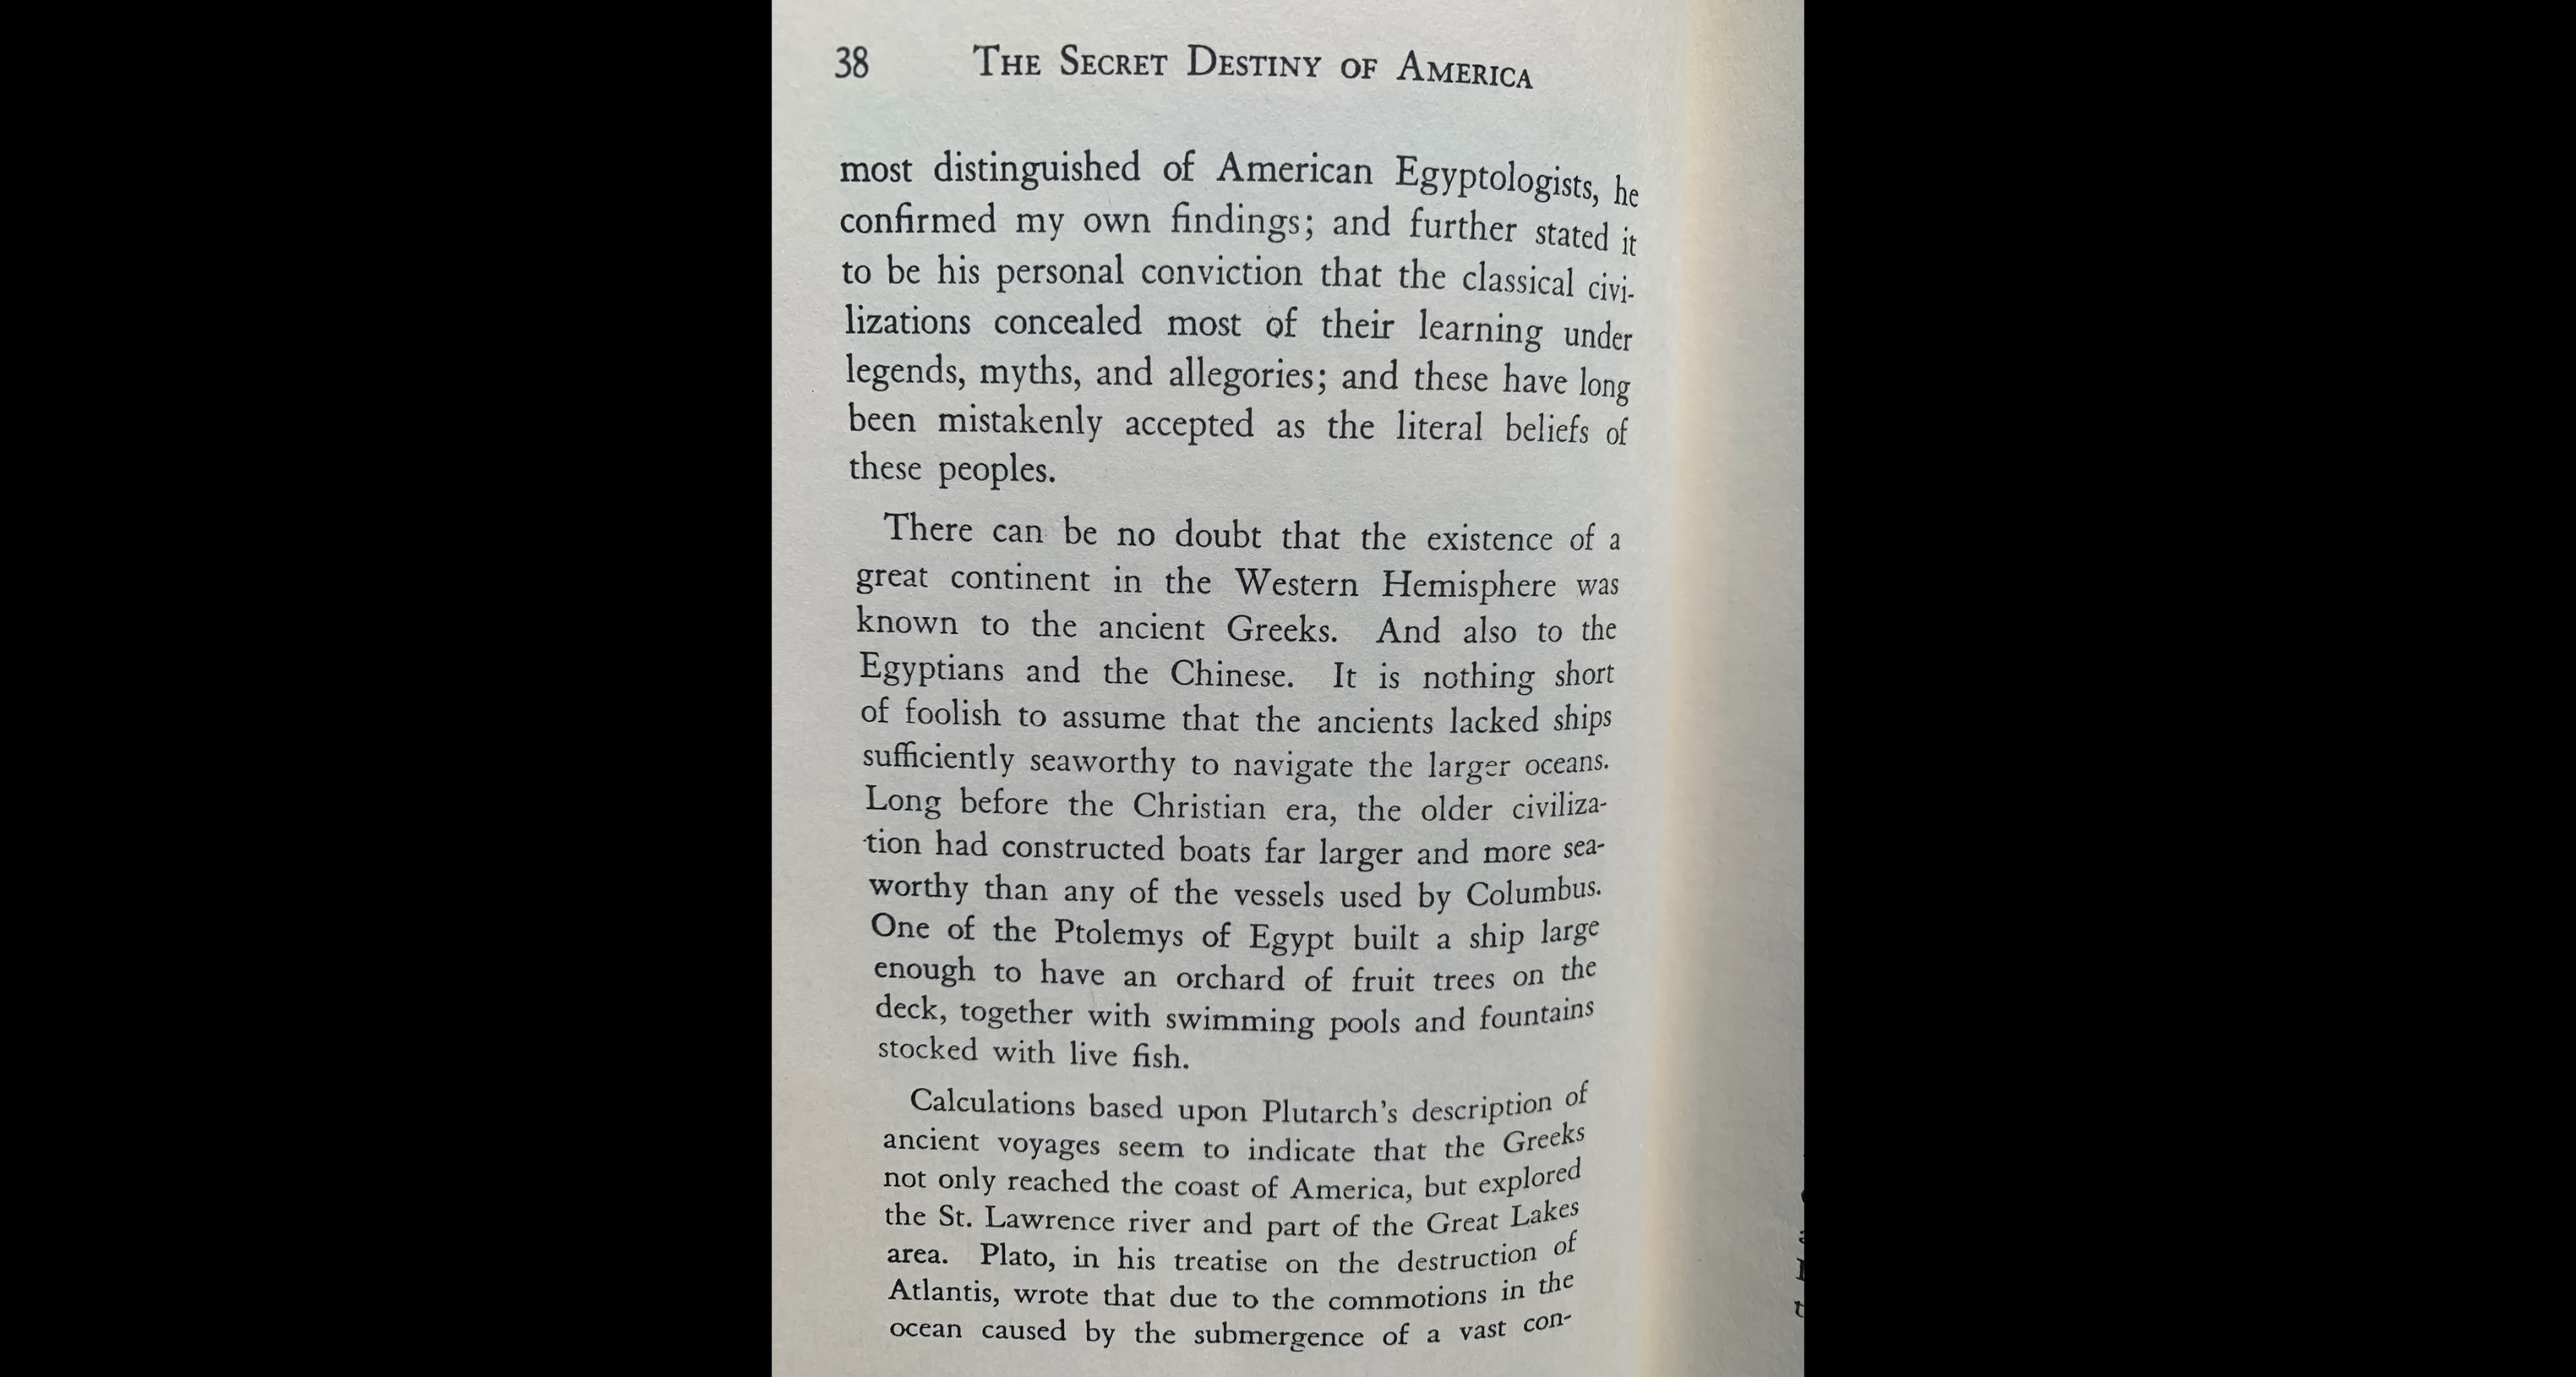 38 THE SECRET DESTINY OF AMERICA
most distinguished of American Egyptologists, he
confirmed my own findings; and further stated it
to be his personal conviction that the classical civi-
lizations concealed most of their learning under
legends, myths, and allegories; and these have long
been mistakenly accepted as the literal beliefs of
these peoples.
There can be no doubt that the existence of a
great continent in the Western Hemisphere was
known to the ancient Greeks. And also to the
Egyptians and the Chinese. It is nothing short
of foolish to assume that the ancients lacked ships
sufficiently seaworthy to navigate the larger oceans.
Long before the Christian era, the older civiliza-
tion had constructed boats far larger and more sea-
worthy than any of the vessels used by Columbus.
One of the Ptolemys of Egypt built a ship large
enough to have an orchard of fruit trees on the
deck, together with swimming pools and fountains
stocked with live fish.
Calculations based upon Plutarch's description of
ancient voyages seem to indicate that the Greeks
not only reached the coast of America, but explored
the St. Lawrence river and part of the Great Lakes
area. Plato, in his treatise on the destruction of
Atlantis, wrote that due to the commotions in the
ocean caused by the submergence of a vast con-